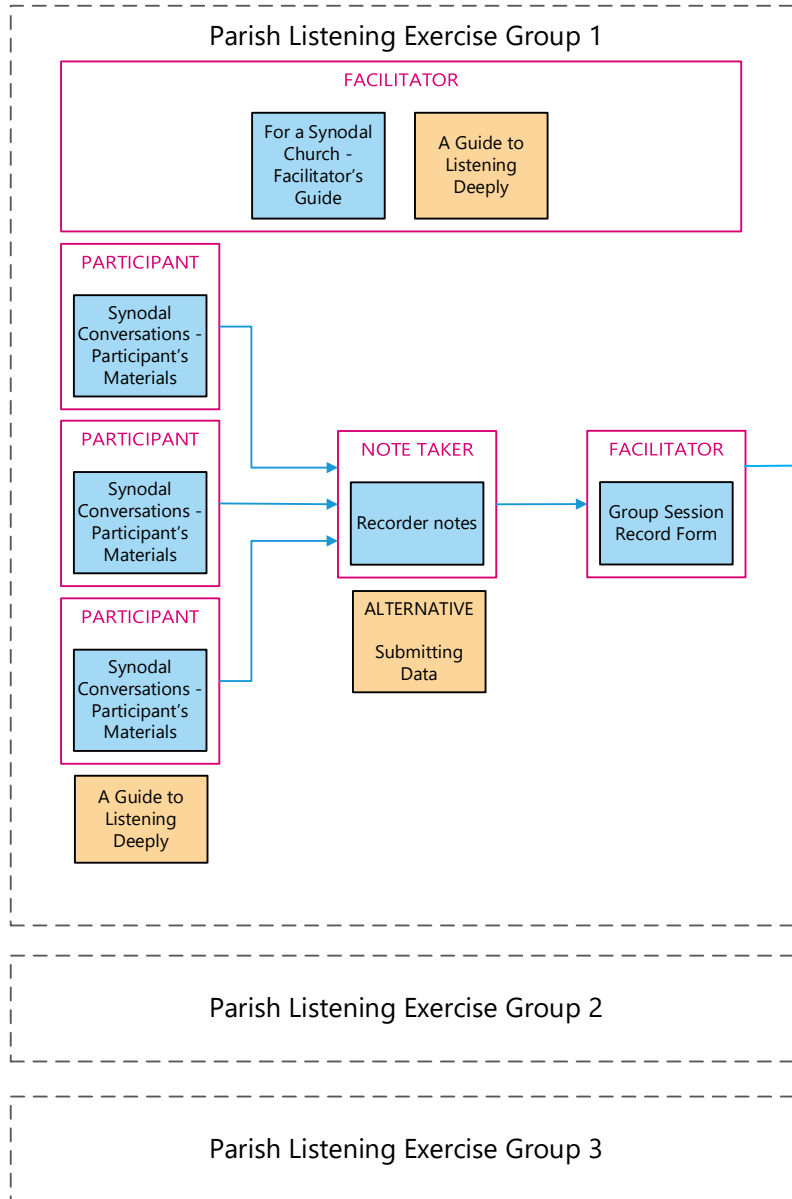 Parish Listening Exercise Group 1
FACILITATOR
For a Synodal
Church -
Facilitator's
Guide
A Guide to
Listening
Deeply
PARTICIPANT
Synodal
Conversations -
Participant's
Materials
PARTICIPANT
Synodal
Conversations -
Participant's
Materials
PARTICIPANT
Synodal
Conversations -
Participant's
Materials
A Guide to
Listening
Deeply
NOTE TAKER
Recorder notes
ALTERNATIVE
Submitting
Data
FACILITATOR
Group Session
Record Form
Parish Listening Exercise Group 2
Parish Listening Exercise Group 3